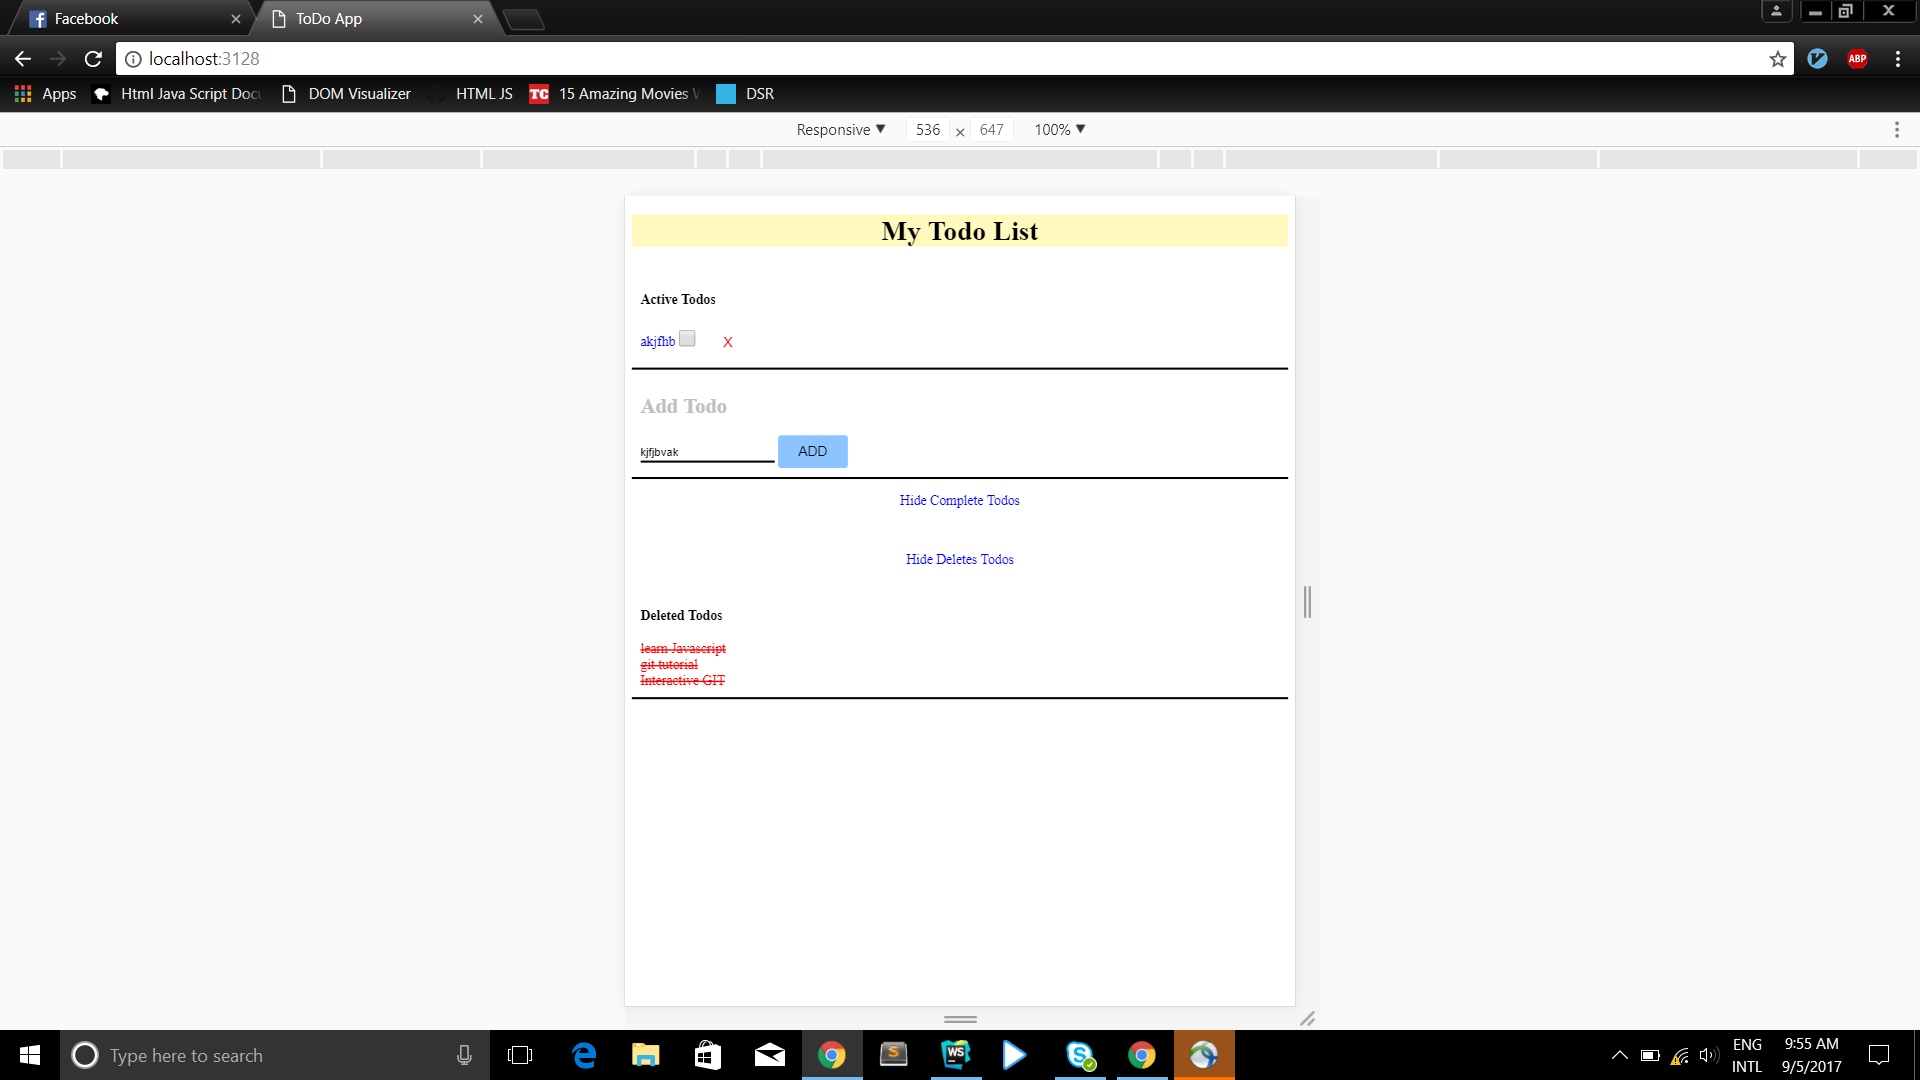 Facebook
ToDo App
localhost:3128
Apps
Html Java Script Docu
DOM Visualizer
HTML JS
TC
15 Amazing Movies W
DSR
ABP
Responsive
536 × 647
100%
My Todo List
Active Todos
akjfhb
X
Add Todo
kjfjbvak
ADD
Hide Complete Todos
Hide Deletes Todos
Deleted Todos
learn Javascript
git tutorial
Interactive GIT
Type here to search
WS
ENG
INTL
9:55 AM
9/5/2017